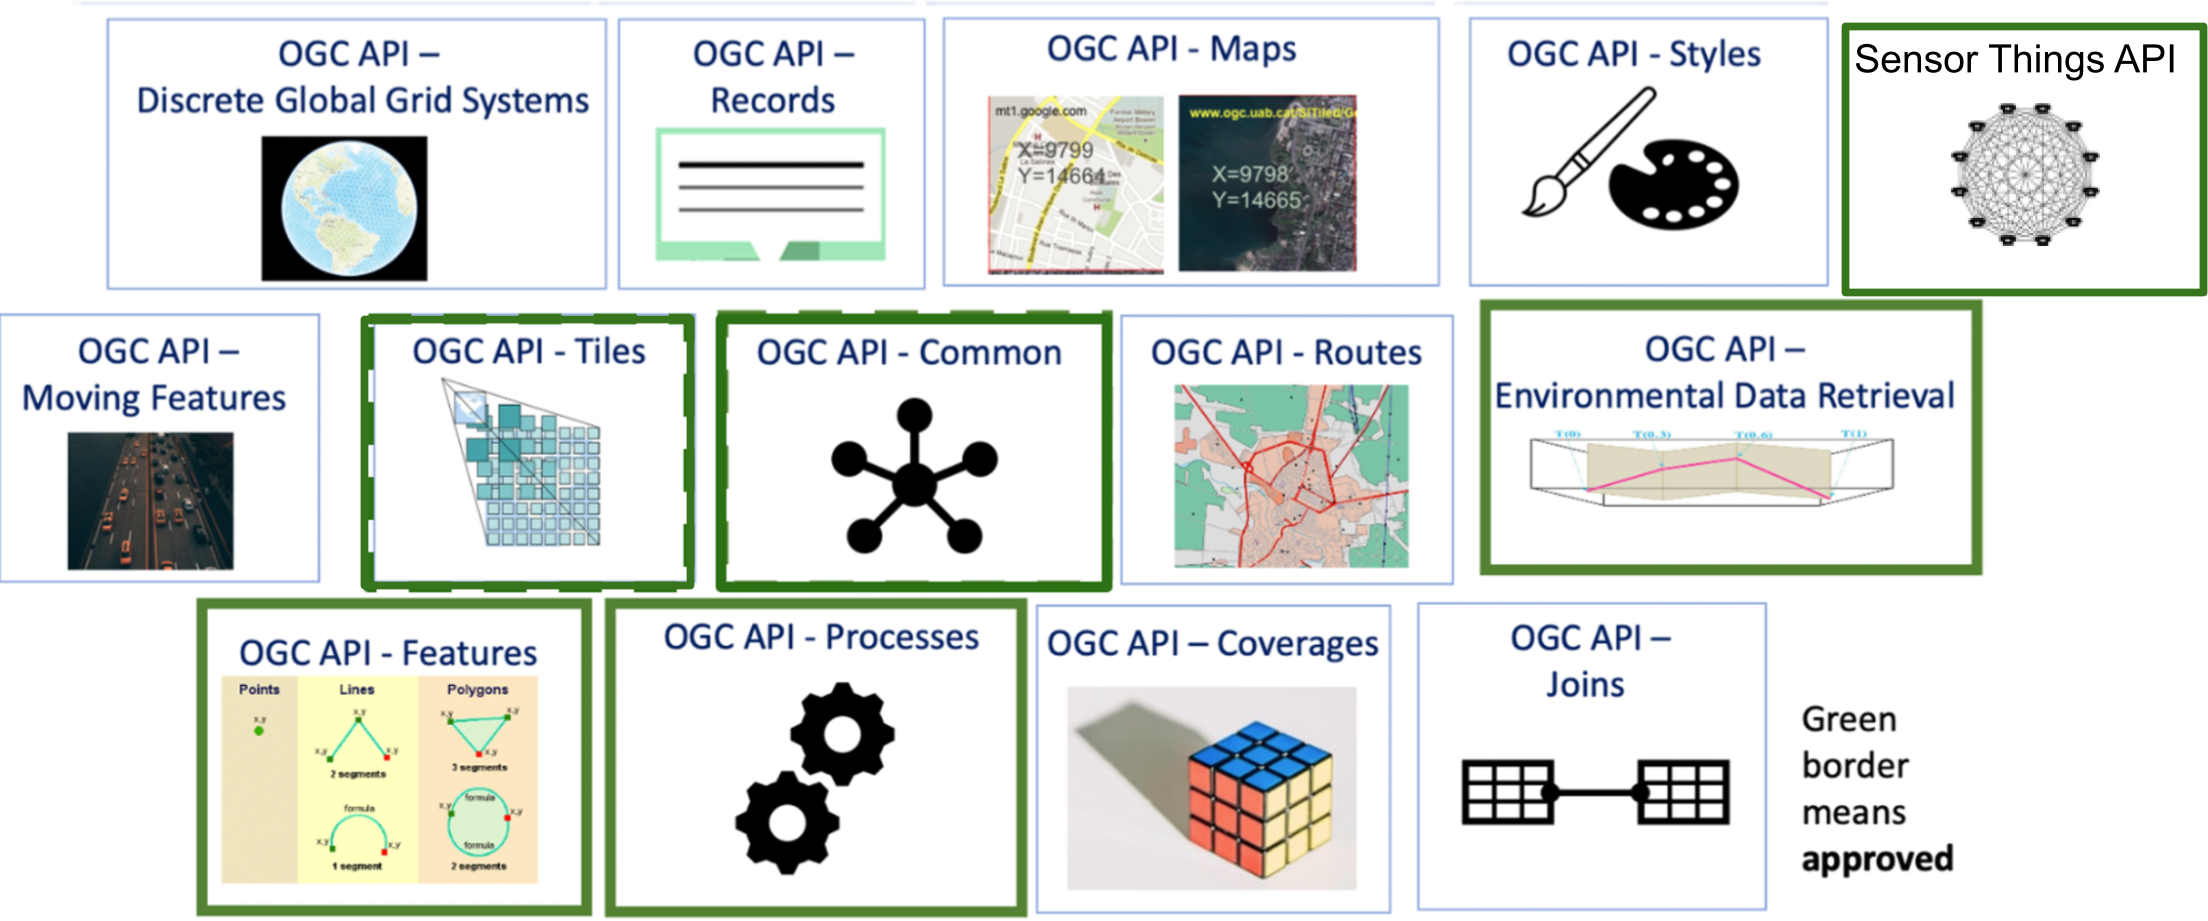 OGC API –
Discrete Global Grid Systems
OGC API –
Records
OGC API - Maps
mt1.google.com
X=9799
Y=14664
www.ogc.uab.cat/SITiled/G
X=9798
Y=14665
OGC API - Styles
Sensor Things API
OGC API –
Moving Features
OGC API - Tiles
OGC API - Common
OGC API - Routes
OGC API –
Environmental Data Retrieval
T(0) T(0.3) T(0.6) T(1)
OGC API - Features
Points Lines Polygons
x,y
x,y
x,y x,y
2 segments
x,y x,y
x,y
3 segments
formula
x,y x,y
1 segment
formula
x,y x,y
formula
2 segments
OGC API - Processes
OGC API – Coverages
OGC API –
Joins
Green
border
means
approved